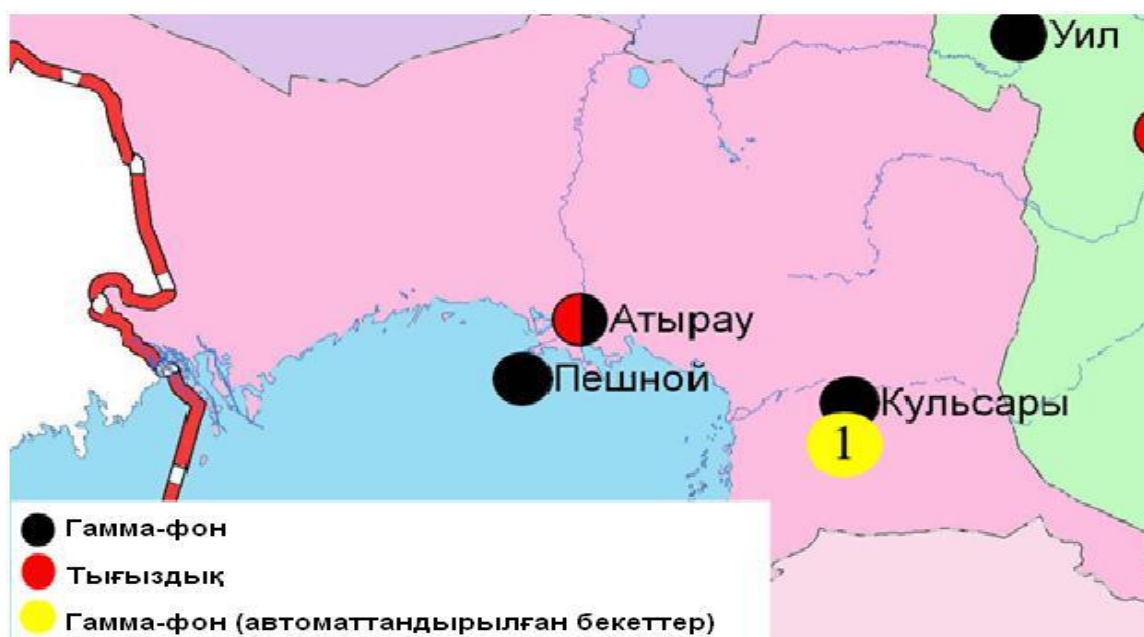 Уил
Атырау
Пешной
Кульсары
1
Гамма-фон
Тығыздық
Гамма-фон (автоматтандырылған бекеттер)